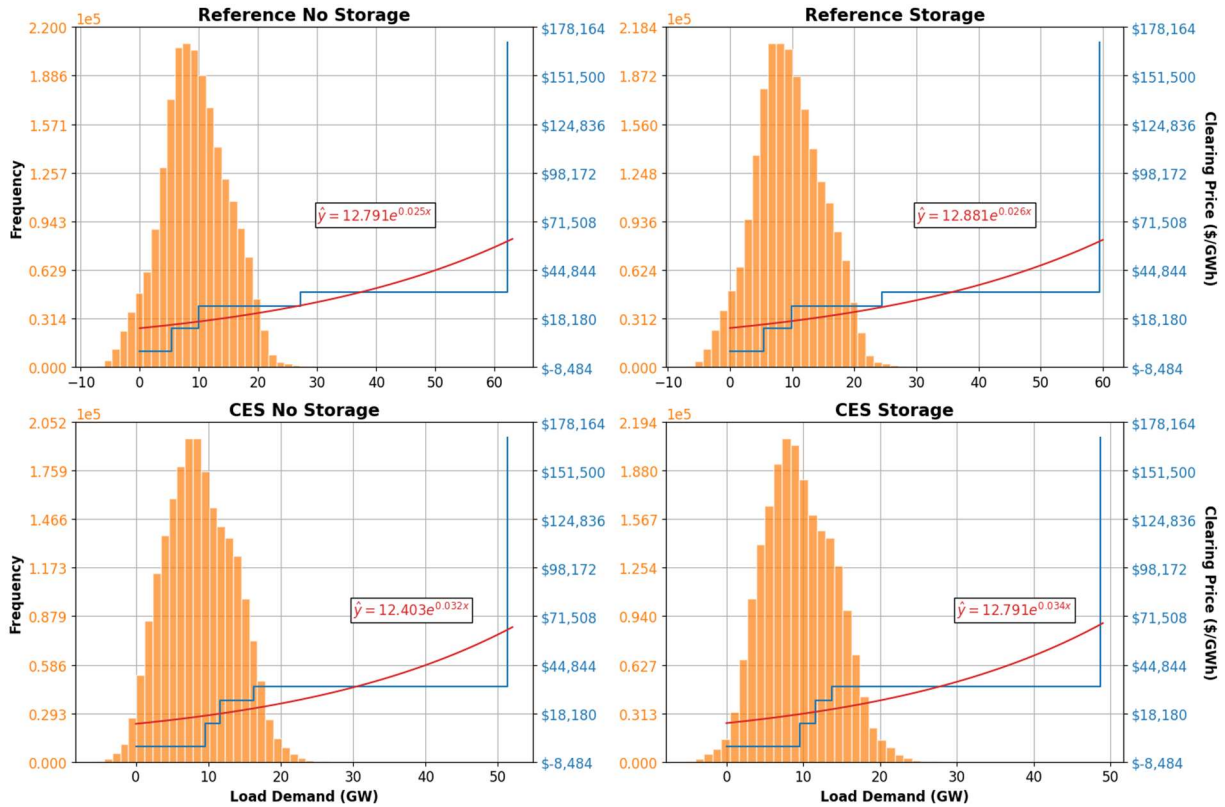 Reference No Storage
Reference Storage
1e5
2.200
1.886
1.571
1.257
0.943
0.629
0.314
0.000
Frequency
$178,164
$151,500
$124,836
$98,172
$71,508
$44,844
$18,180
$-8,484
ŷ = 12.791e^{0.025x}
−10 0 10 20 30 40 50 60
1e5
2.184
1.872
1.560
1.248
0.936
0.624
0.312
0.000
$178,164
$151,500
$124,836
$98,172
$71,508
$44,844
$18,180
$-8,484
Clearing Price ($/GWh)
ŷ = 12.881e^{0.026x}
−10 0 10 20 30 40 50 60
CES No Storage
CES Storage
1e5
2.052
1.759
1.466
1.173
0.879
0.586
0.293
0.000
Frequency
$178,164
$151,500
$124,836
$98,172
$71,508
$44,844
$18,180
$-8,484
ŷ = 12.403e^{0.032x}
0 10 20 30 40 50
Load Demand (GW)
1e5
2.194
1.880
1.567
1.254
0.940
0.627
0.313
0.000
$178,164
$151,500
$124,836
$98,172
$71,508
$44,844
$18,180
$-8,484
Clearing Price ($/GWh)
ŷ = 12.791e^{0.034x}
0 10 20 30 40 50
Load Demand (GW)